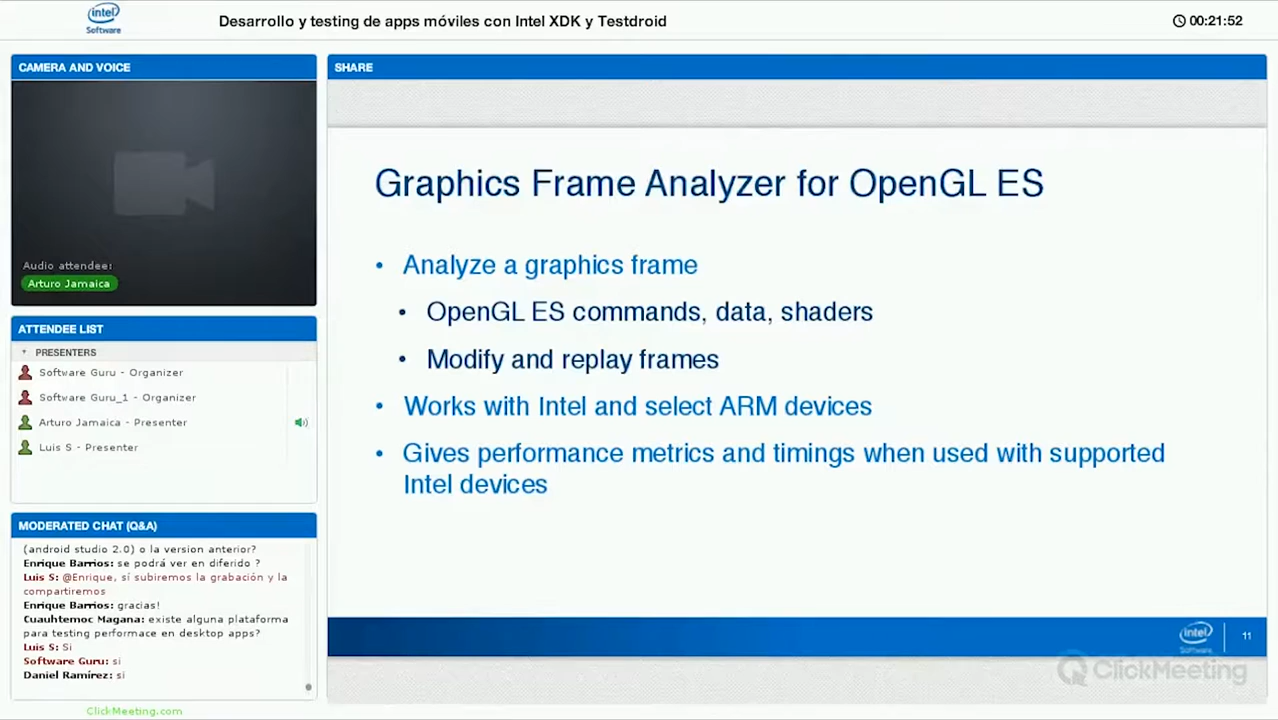 intel
Software
Desarrollo y testing de apps móviles con Intel XDK y Testdroid
00:21:52
CAMERA AND VOICE
Audio attendee:
Arturo Jamaica
ATTENDEE LIST
PRESENTERS
Software Guru - Organizer
Software Guru_1 - Organizer
Arturo Jamaica - Presenter
Luis S - Presenter
MODERATED CHAT (Q&A)
(android studio 2.0) o la version anterior?
Enrique Barrios: se podrá ver en diferido ?
Luis S: @Enrique, sí subiremos la grabación y la
compartiremos
Enrique Barrios: gracias!
Cuauhtemoc Magana: existe alguna plataforma
para testing performace en desktop apps?
Luis S: Si
Software Guru: si
Daniel Ramírez: si
ClickMeeting.com
SHARE
Graphics Frame Analyzer for OpenGL ES
• Analyze a graphics frame
• OpenGL ES commands, data, shaders
• Modify and replay frames
• Works with Intel and select ARM devices
• Gives performance metrics and timings when used with supported
Intel devices
intel
Software
11
ClickMeeting